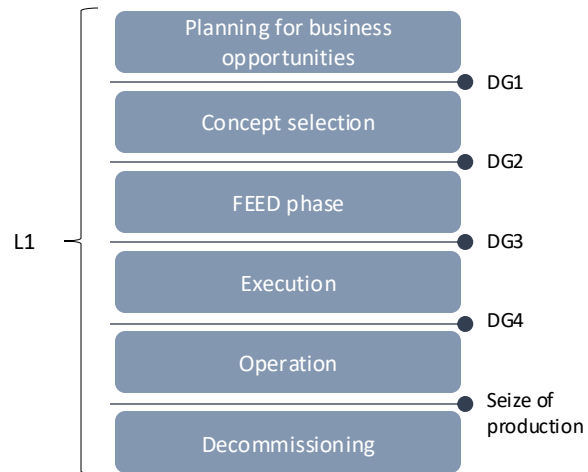 Planning for business
opportunities
DG1
Concept selection
DG2
FEED phase
L1
DG3
Execution
DG4
Operation
Seize of
production
Decommissioning